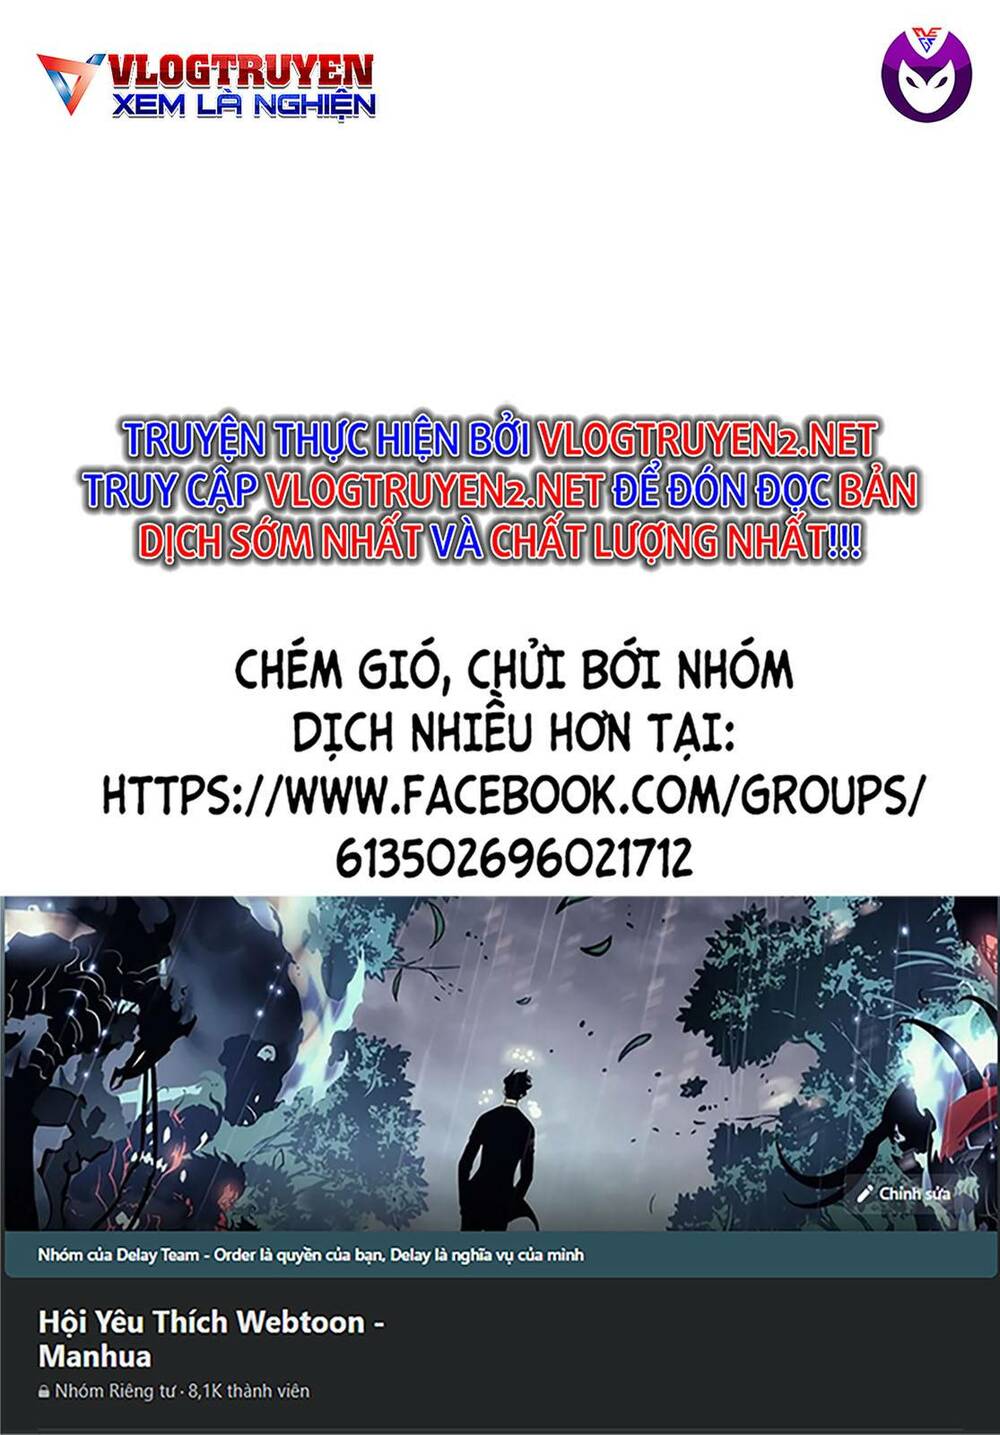 VLOGTRUYEN
XEM LÀ NGHIỆN
TRUYỆN THỰC HIỆN BỞI VLOGTRUYEN2.NET
TRUY CẬP VLOGTRUYEN2.NET ĐỂ ĐÓN ĐỌC BẢN
DỊCH SỚM NHẤT VÀ CHẤT LƯỢNG NHẤT!!!
CHÉM GIÓ, CHỬI BỚI NHÓM
DỊCH NHIỀU HƠN TẠI:
HTTPS://WWW.FACEBOOK.COM/GROUPS/
613502696021712
Chỉnh sửa
Nhóm của Delay Team - Order là quyền của bạn, Delay là nghĩa vụ của mình
Hội Yêu Thích Webtoon -
Manhua
Nhóm Riêng tư · 8,1K thành viên